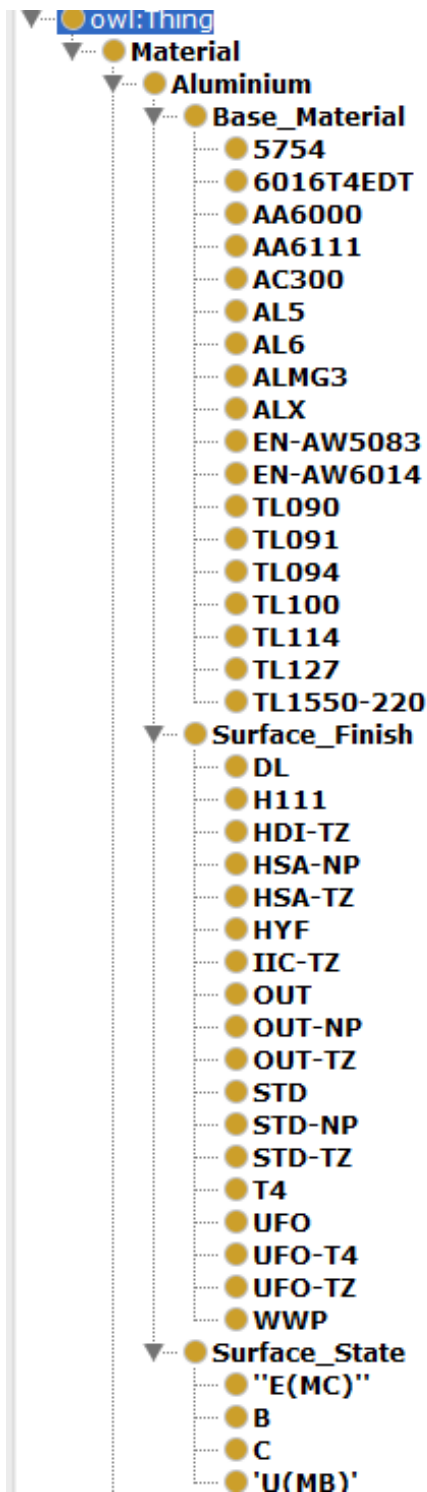 owl:Thing
Material
Aluminium
Base_Material
5754
6016T4EDT
AA6000
AA6111
AC300
AL5
AL6
ALMG3
ALX
EN-AW5083
EN-AW6014
TL090
TL091
TL094
TL100
TL114
TL127
TL1550-220
Surface_Finish
DL
H111
HDI-TZ
HSA-NP
HSA-TZ
HYF
IIC-TZ
OUT
OUT-NP
OUT-TZ
STD
STD-NP
STD-TZ
T4
UFO
UFO-T4
UFO-TZ
WWP
Surface_State
"E(MC)"
B
C
'U(MB)'